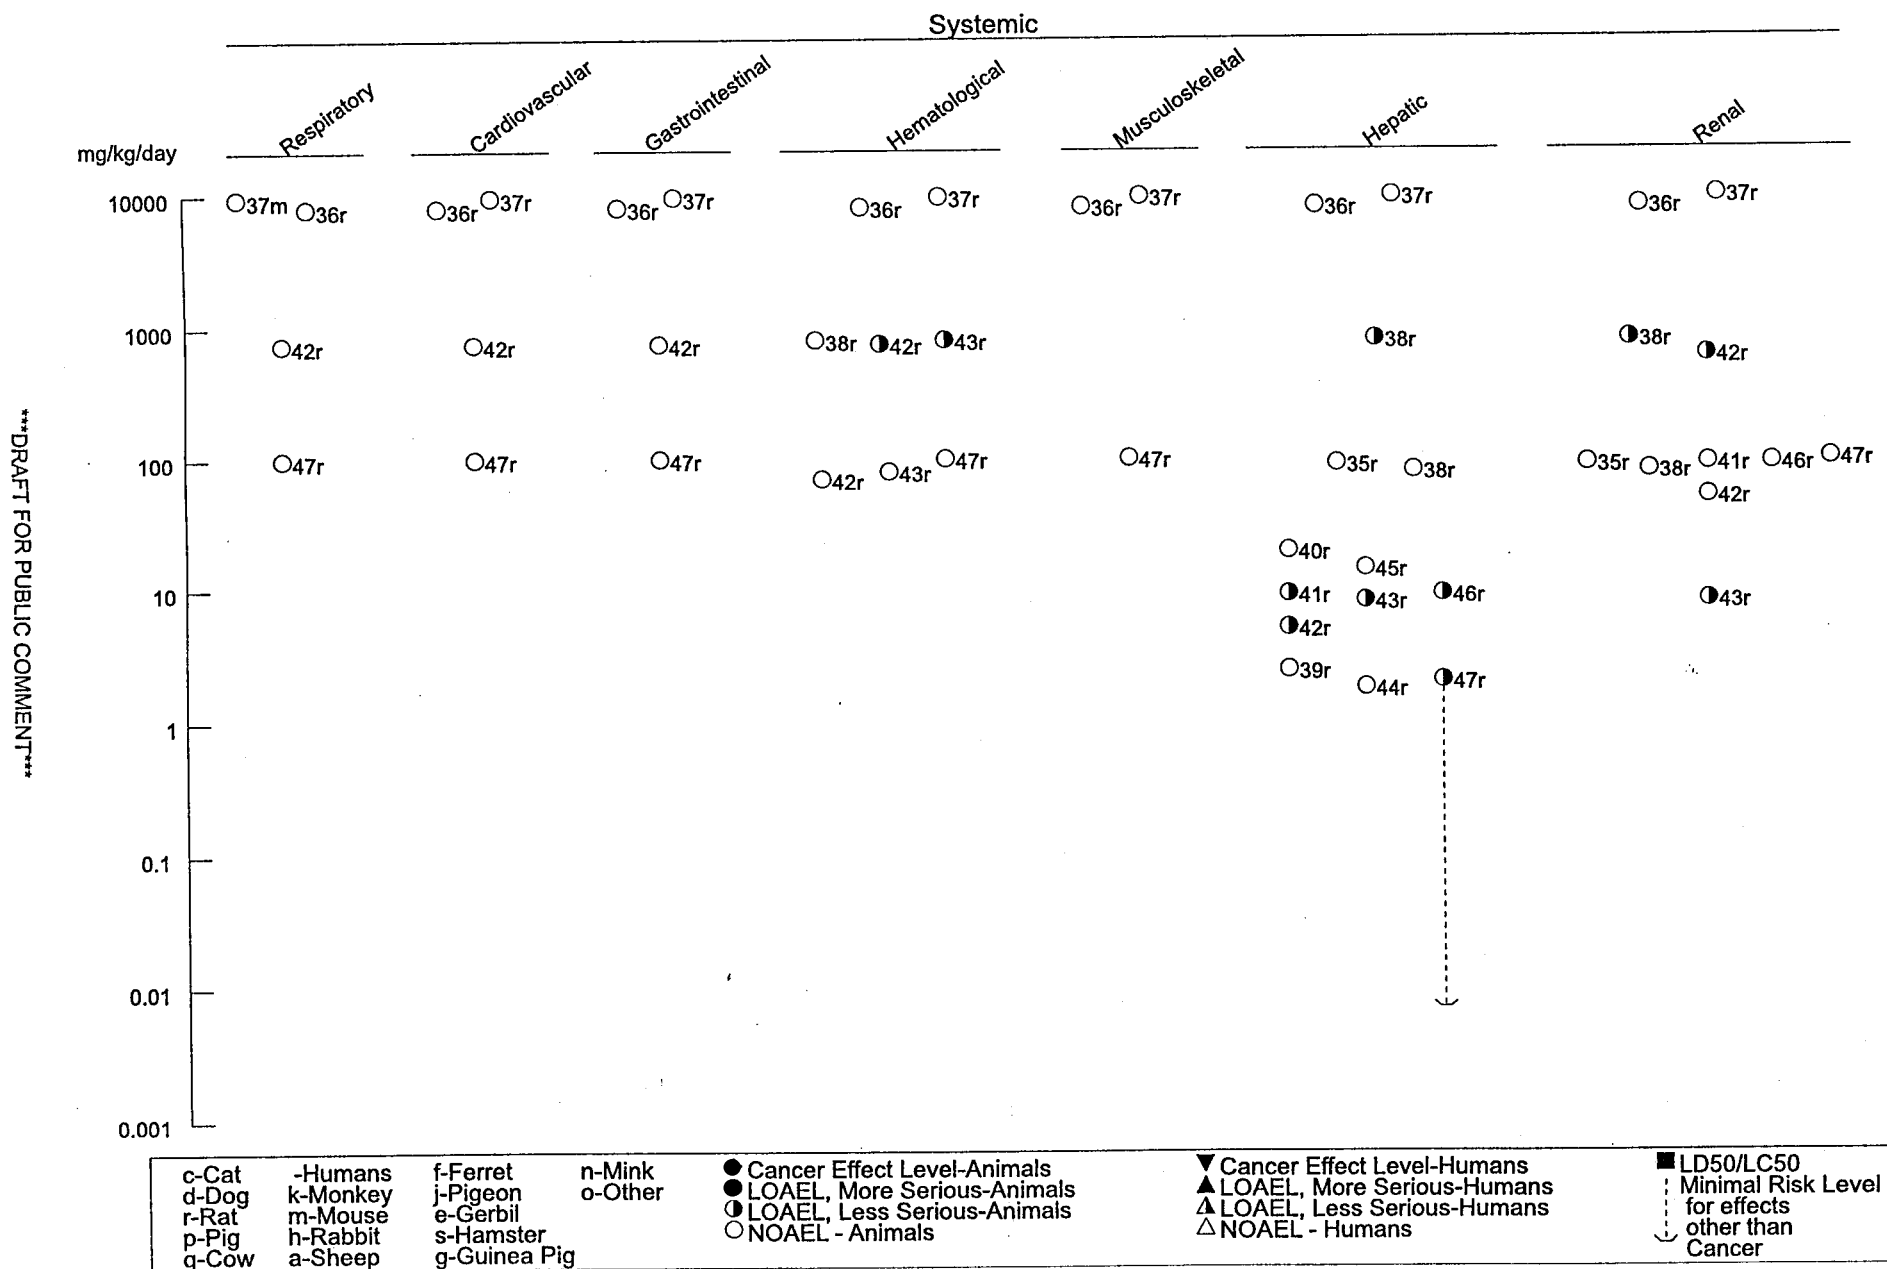 Systemic
Respiratory Cardiovascular Gastrointestinal Hematological Musculoskeletal Hepatic Renal
mg/kg/day
10000 37m 36r 36r 37r 36r 37r 36r 37r 36r 37r 36r 37r 36r 37r
1000 42r 42r 42r 38r 42r 43r 38r 38r 42r
100 47r 47r 47r 42r 43r 47r 47r 35r 38r 35r 38r 41r 46r 47r
42r
40r 45r
10 41r 43r 46r 43r
42r
39r 44r 47r
1
0.1
0.01
0.001
***DRAFT FOR PUBLIC COMMENT***
c-Cat -Humans f-Ferret n-Mink Cancer Effect Level-Animals Cancer Effect Level-Humans LD50/LC50
d-Dog k-Monkey j-Pigeon o-Other LOAEL, More Serious-Animals LOAEL, More Serious-Humans Minimal Risk Level
r-Rat m-Mouse e-Gerbil LOAEL, Less Serious-Animals LOAEL, Less Serious-Humans for effects
p-Pig h-Rabbit s-Hamster NOAEL - Animals NOAEL - Humans other than
q-Cow a-Sheep g-Guinea Pig Cancer